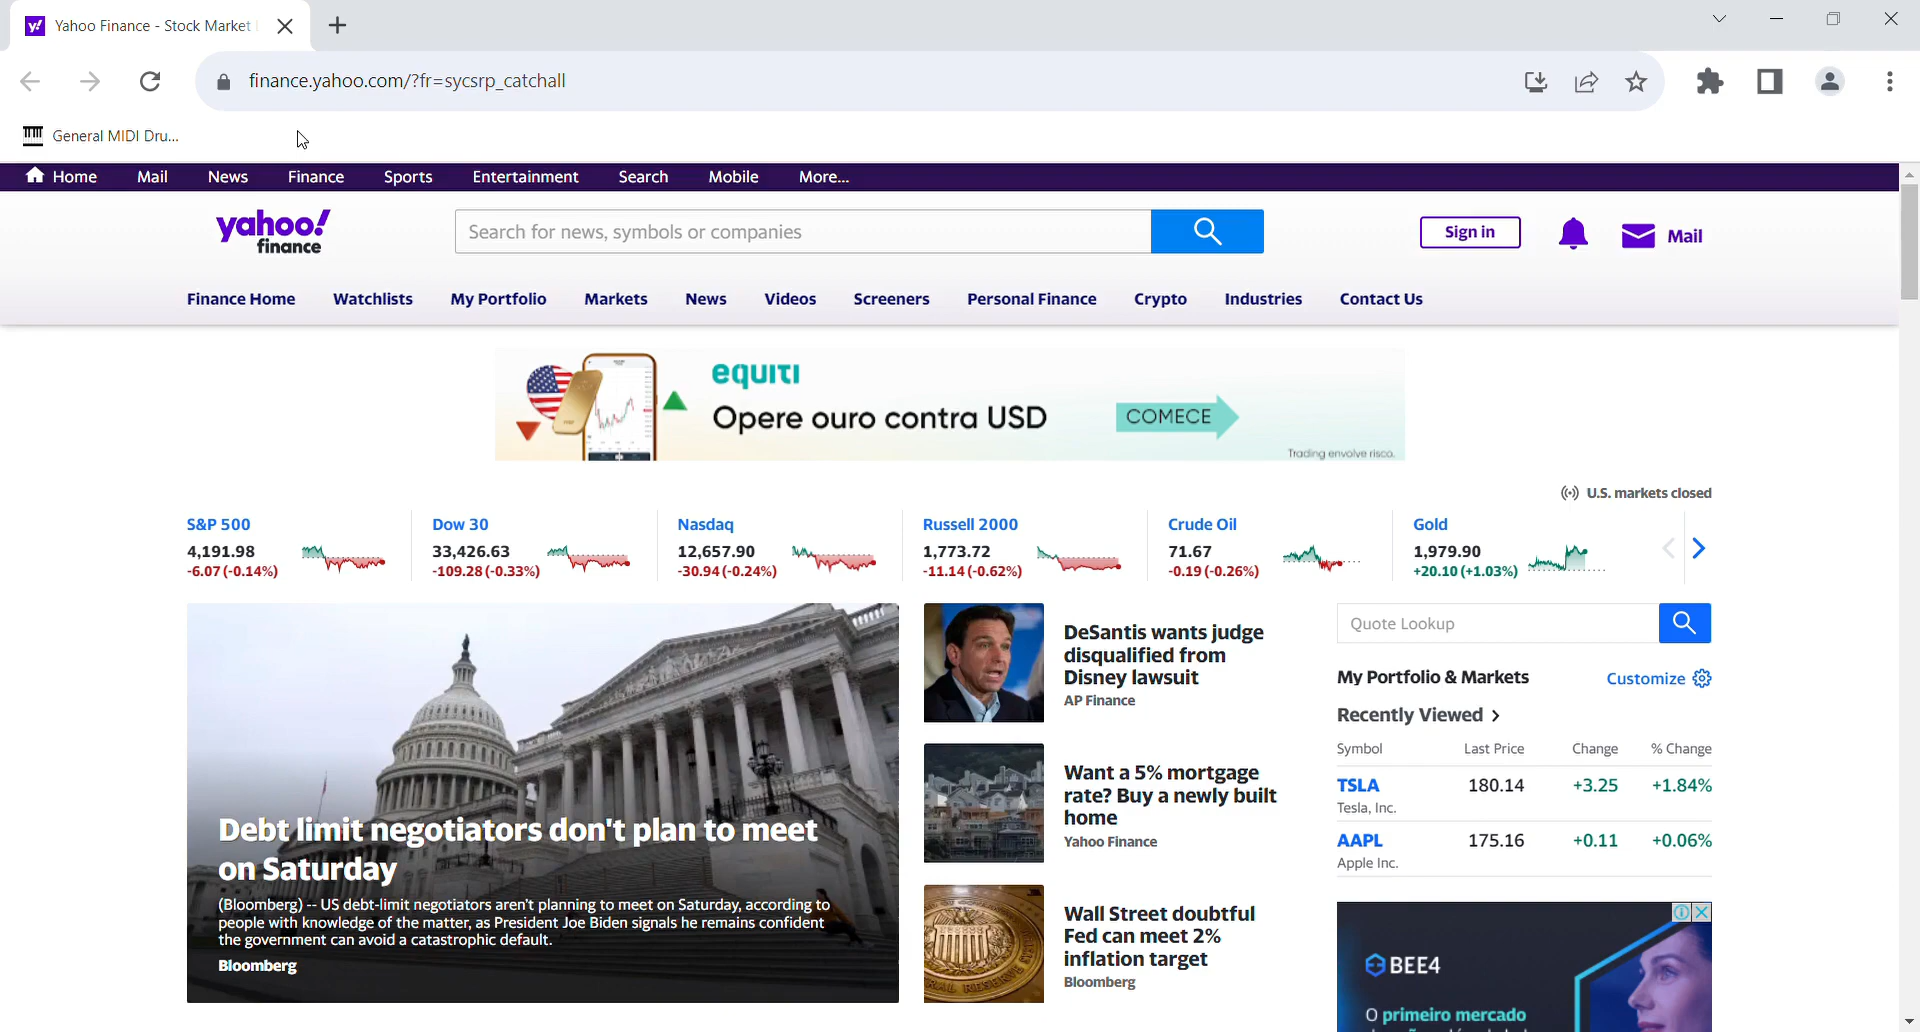 Yahoo Finance - Stock Market
finance.yahoo.com/?fr=sycsrp_catchall
General MIDI Dru...
Home Mail News Finance Sports Entertainment Search Mobile More...
yahoo!
finance
Search for news, symbols or companies
Sign in
Mail
Finance Home Watchlists My Portfolio Markets News Videos Screeners Personal Finance Crypto Industries Contact Us
equiti
Opere ouro contra USD
COMECE
Trading envolve risco.
U.S. markets closed
S&P 500
4,191.98
-6.07 (-0.14%)
Dow 30
33,426.63
-109.28 (-0.33%)
Nasdaq
12,657.90
-30.94 (-0.24%)
Russell 2000
1,773.72
-11.14 (-0.62%)
Crude Oil
71.67
-0.19 (-0.26%)
Gold
1,979.90
+20.10 (+1.03%)
Debt limit negotiators don't plan to meet
on Saturday
(Bloomberg) -- US debt-limit negotiators aren't planning to meet on Saturday, according to
people with knowledge of the matter, as President Joe Biden signals he remains confident
the government can avoid a catastrophic default.
Bloomberg
DeSantis wants judge
disqualified from
Disney lawsuit
AP Finance
Want a 5% mortgage
rate? Buy a newly built
home
Yahoo Finance
Wall Street doubtful
Fed can meet 2%
inflation target
Bloomberg
Quote Lookup
My Portfolio & Markets
Customize
Recently Viewed
Symbol Last Price Change % Change
TSLA 180.14 +3.25 +1.84%
Tesla, Inc.
AAPL 175.16 +0.11 +0.06%
Apple Inc.
BEE4
O primeiro mercado